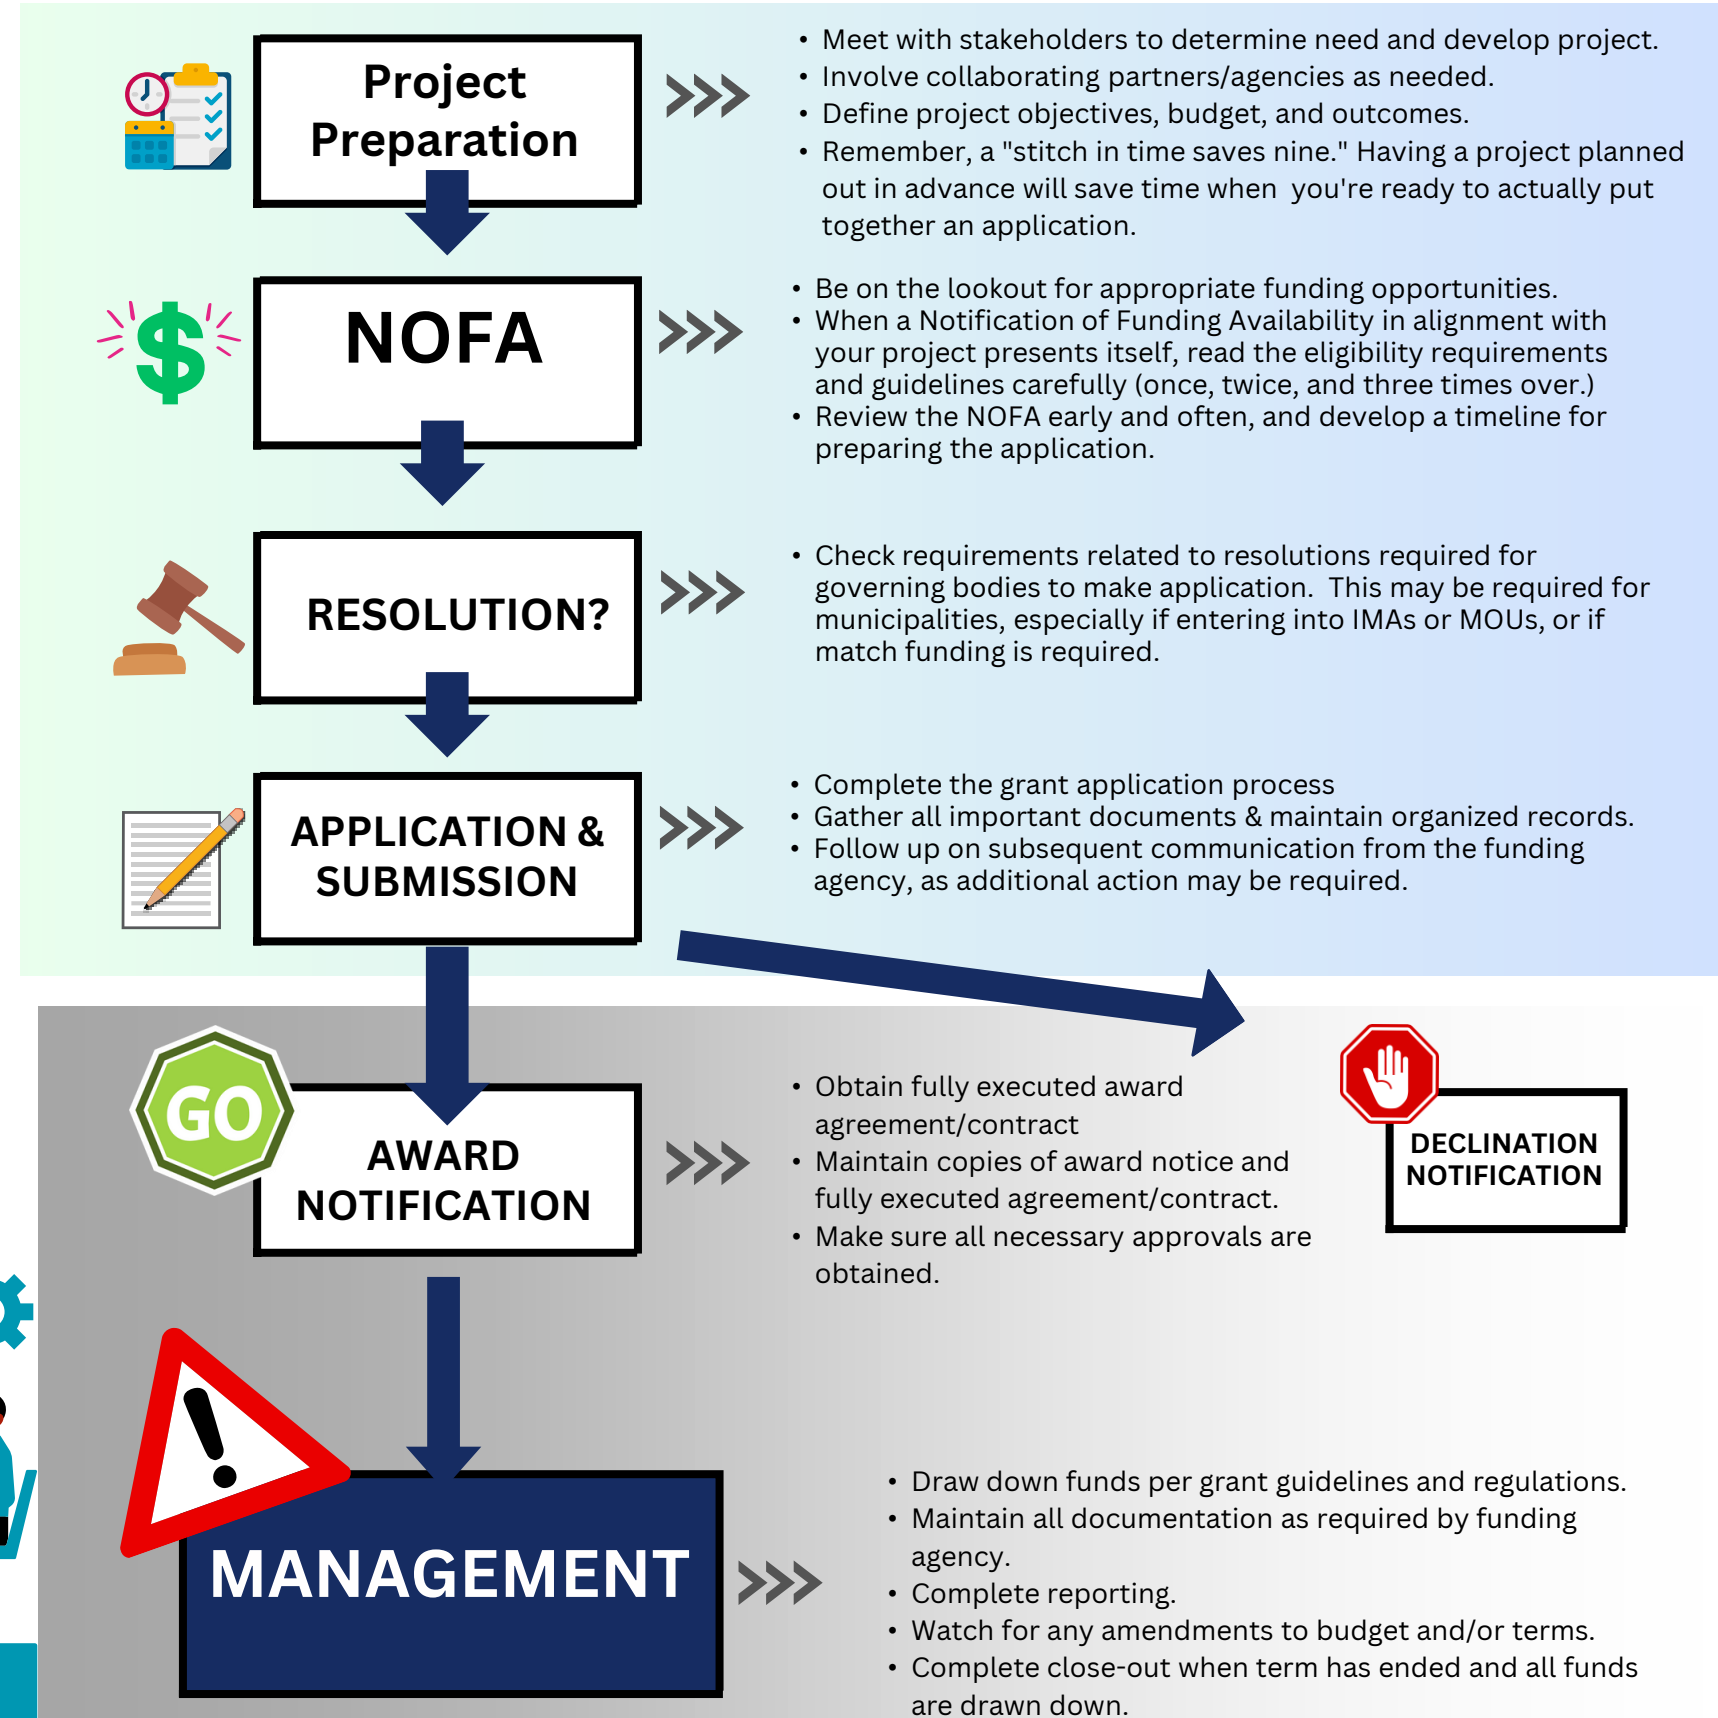 Project
Preparation
• Meet with stakeholders to determine need and develop project.
• Involve collaborating partners/agencies as needed.
• Define project objectives, budget, and outcomes.
• Remember, a "stitch in time saves nine." Having a project planned
out in advance will save time when  you're ready to actually put
together an application.
NOFA
• Be on the lookout for appropriate funding opportunities.
• When a Notification of Funding Availability in alignment with
your project presents itself, read the eligibility requirements
and guidelines carefully (once, twice, and three times over.)
• Review the NOFA early and often, and develop a timeline for
preparing the application.
RESOLUTION?
• Check requirements related to resolutions required for
governing bodies to make application.  This may be required for
municipalities, especially if entering into IMAs or MOUs, or if
match funding is required.
APPLICATION &
SUBMISSION
• Complete the grant application process
• Gather all important documents & maintain organized records.
• Follow up on subsequent communication from the funding
agency, as additional action may be required.
GO
AWARD
NOTIFICATION
• Obtain fully executed award
agreement/contract
• Maintain copies of award notice and
fully executed agreement/contract.
• Make sure all necessary approvals are
obtained.
DECLINATION
NOTIFICATION
MANAGEMENT
• Draw down funds per grant guidelines and regulations.
• Maintain all documentation as required by funding
agency.
• Complete reporting.
• Watch for any amendments to budget and/or terms.
• Complete close-out when term has ended and all funds
are drawn down.